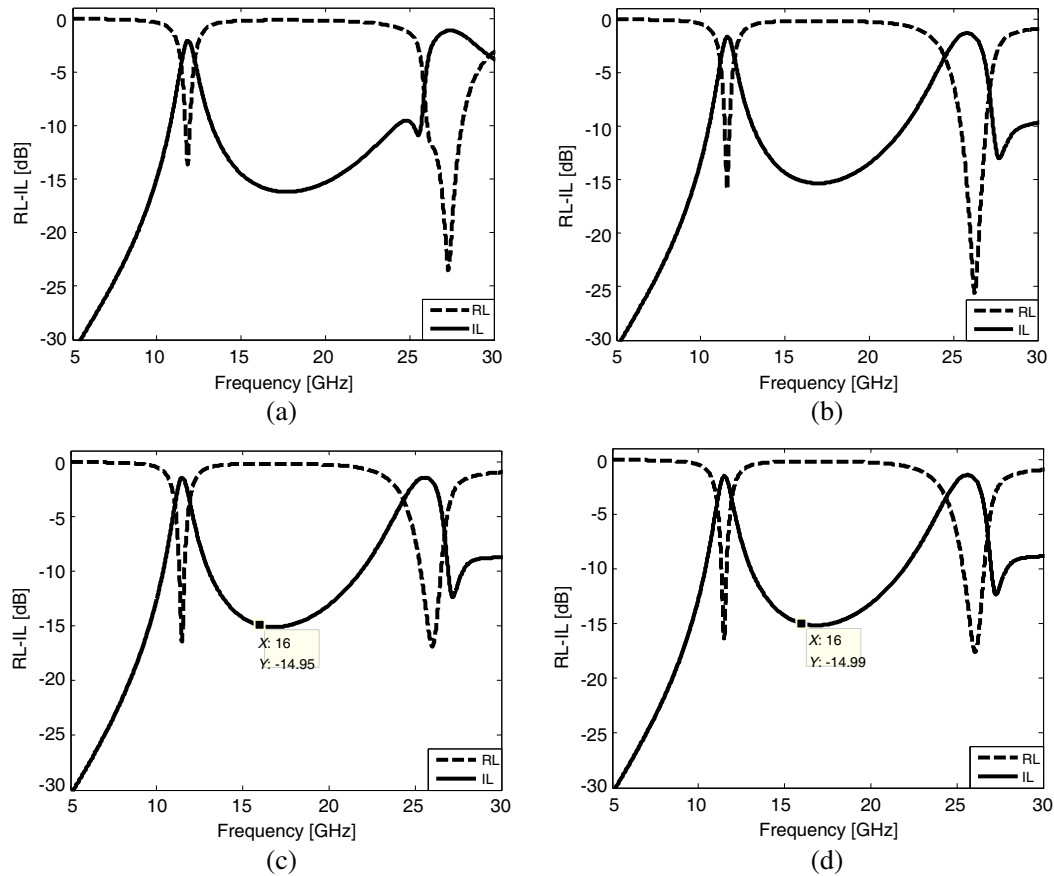 0
-5
-10
-15
-20
-25
-30
RL-IL [dB]
5 10 15 20 25 30
Frequency [GHz]
RL
IL
(a)
0
-5
-10
-15
-20
-25
-30
RL-IL [dB]
5 10 15 20 25 30
Frequency [GHz]
RL
IL
(b)
0
-5
-10
-15
-20
-25
-30
RL-IL [dB]
X: 16
Y: -14.95
5 10 15 20 25 30
Frequency [GHz]
RL
IL
(c)
0
-5
-10
-15
-20
-25
-30
RL-IL [dB]
X: 16
Y: -14.99
5 10 15 20 25 30
Frequency [GHz]
RL
IL
(d)